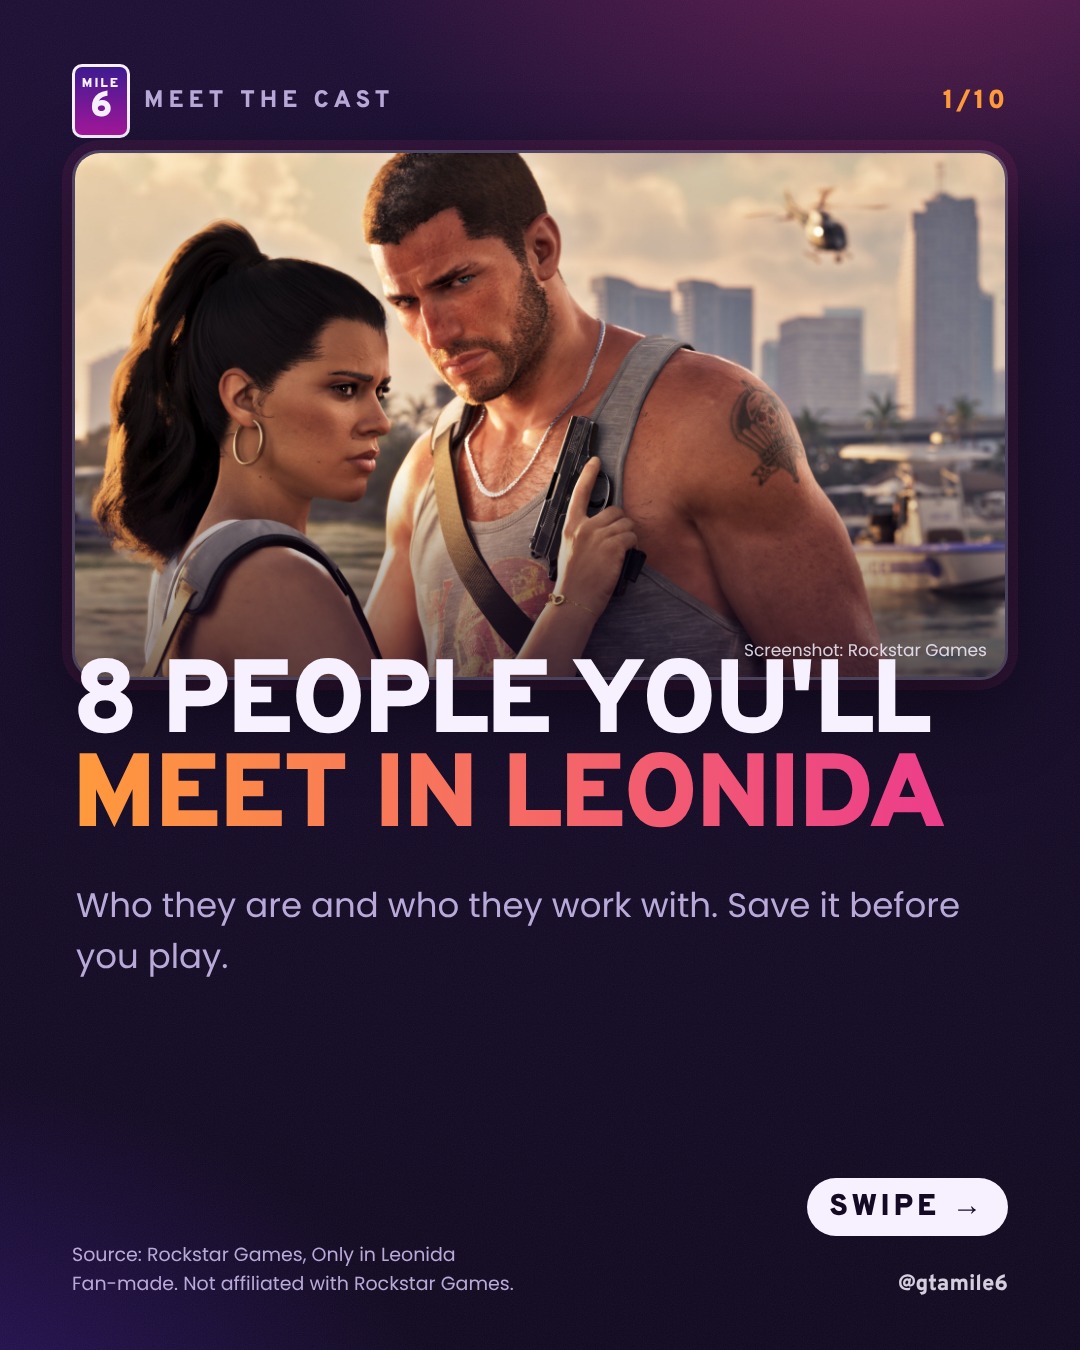 MILE
6
MEET THE CAST
1/10
Screenshot: Rockstar Games
8 PEOPLE YOU'LL
MEET IN LEONIDA
Who they are and who they work with. Save it before
you play.
SWIPE →
Source: Rockstar Games, Only in Leonida
Fan-made. Not affiliated with Rockstar Games.
@gtamile6